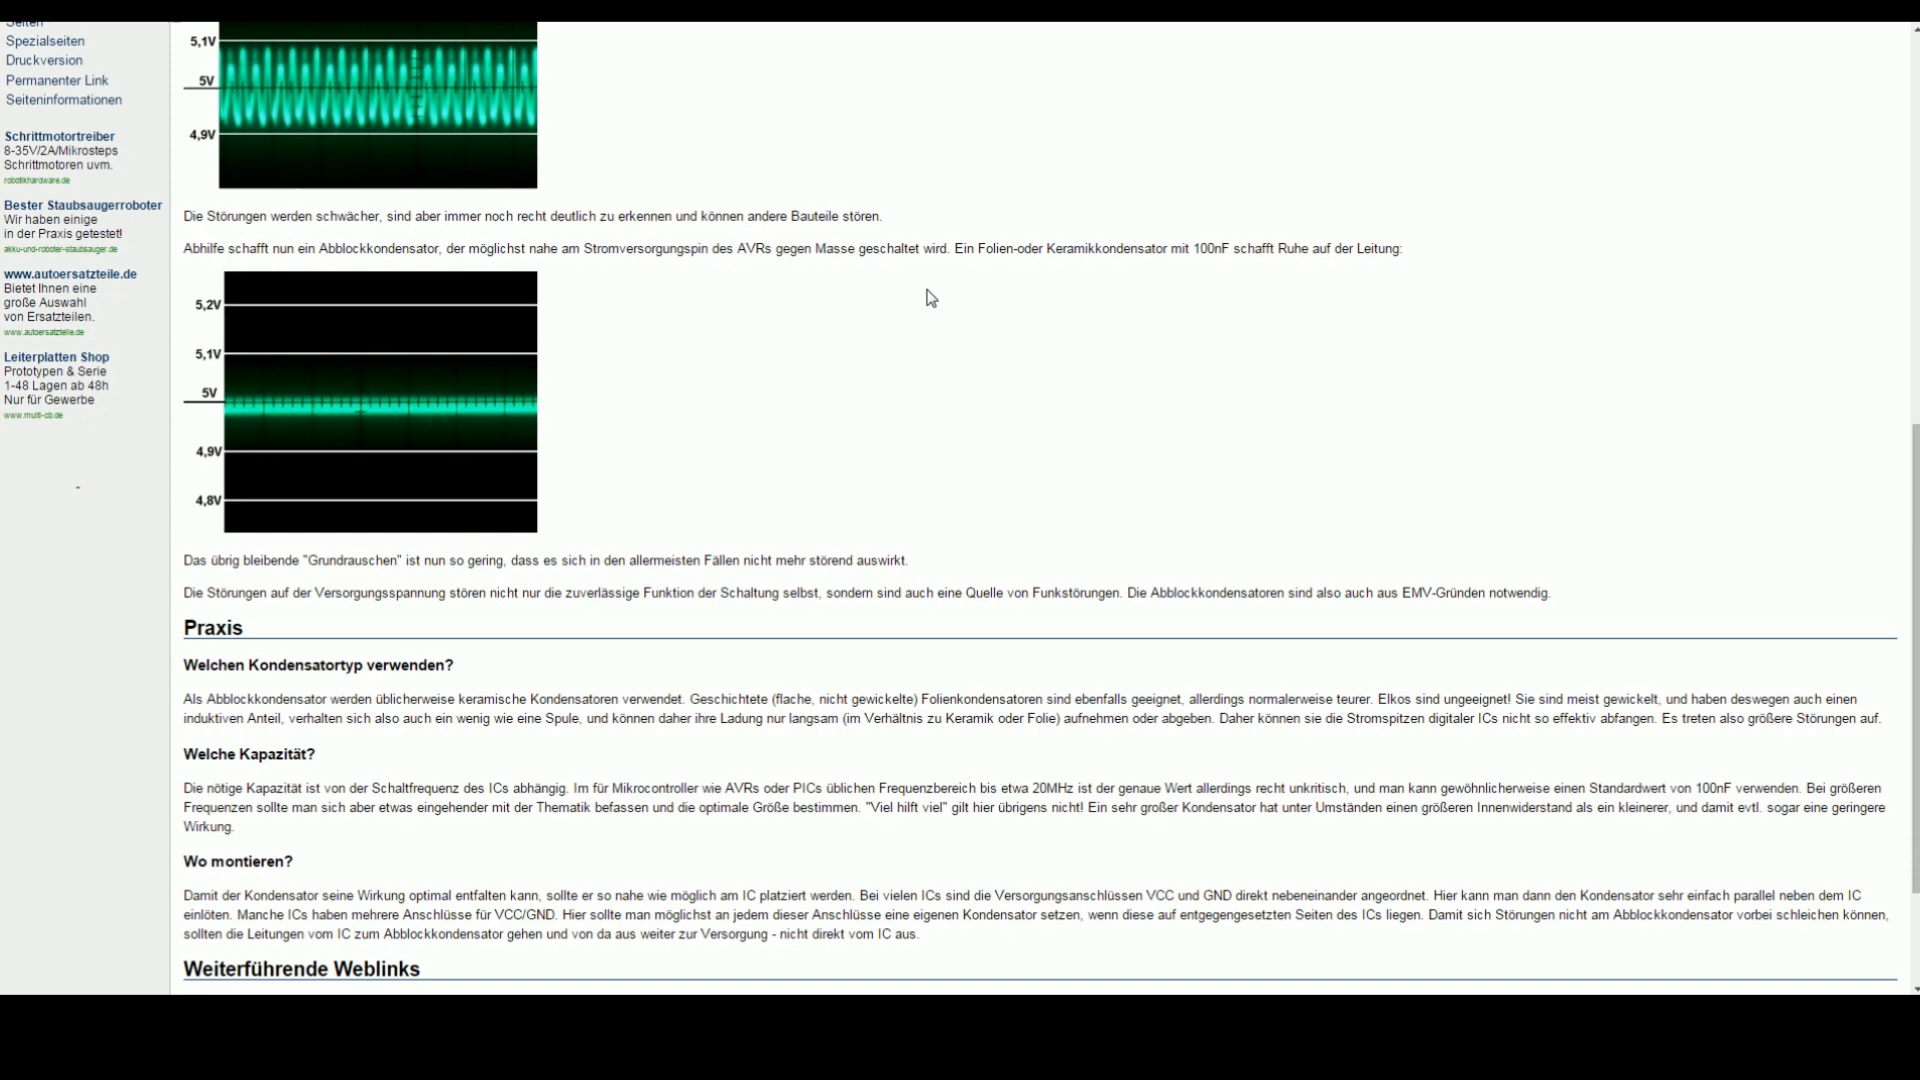 Seiten
Spezialseiten
Druckversion
Permanenter Link
Seiteninformationen
Schrittmotortreiber
8-35V/2A/Mikrosteps
Schrittmotoren uvm.
robotikhardware.de
Bester Staubsaugerroboter
Wir haben einige
in der Praxis getestet!
akku-und-roboter-staubsauger.de
www.autoersatzteile.de
Bietet Ihnen eine
große Auswahl
von Ersatzteilen.
www.autoersatzteile.de
Leiterplatten Shop
Prototypen & Serie
1-48 Lagen ab 48h
Nur für Gewerbe
www.multi-cb.de
-
5,1V
5V
4,9V
Die Störungen werden schwächer, sind aber immer noch recht deutlich zu erkennen und können andere Bauteile stören.
Abhilfe schafft nun ein Abblockkondensator, der möglichst nahe am Stromversorgungspin des AVRs gegen Masse geschaltet wird. Ein Folien-oder Keramikkondensator mit 100nF schafft Ruhe auf der Leitung:
5,2V
5,1V
5V
4,9V
4,8V
Das übrig bleibende "Grundrauschen" ist nun so gering, dass es sich in den allermeisten Fällen nicht mehr störend auswirkt.
Die Störungen auf der Versorgungsspannung stören nicht nur die zuverlässige Funktion der Schaltung selbst, sondern sind auch eine Quelle von Funkstörungen. Die Abblockkondensatoren sind also auch aus EMV-Gründen notwendig.
Praxis
Welchen Kondensatortyp verwenden?
Als Abblockkondensator werden üblicherweise keramische Kondensatoren verwendet. Geschichtete (flache, nicht gewickelte) Folienkondensatoren sind ebenfalls geeignet, allerdings normalerweise teurer. Elkos sind ungeeignet! Sie sind meist gewickelt, und haben deswegen auch einen
induktiven Anteil, verhalten sich also auch ein wenig wie eine Spule, und können daher ihre Ladung nur langsam (im Verhältnis zu Keramik oder Folie) aufnehmen oder abgeben. Daher können sie die Stromspitzen digitaler ICs nicht so effektiv abfangen. Es treten also größere Störungen auf.
Welche Kapazität?
Die nötige Kapazität ist von der Schaltfrequenz des ICs abhängig. Im für Mikrocontroller wie AVRs oder PICs üblichen Frequenzbereich bis etwa 20MHz ist der genaue Wert allerdings recht unkritisch, und man kann gewöhnlicherweise einen Standardwert von 100nF verwenden. Bei größeren
Frequenzen sollte man sich aber etwas eingehender mit der Thematik befassen und die optimale Größe bestimmen. "Viel hilft viel" gilt hier übrigens nicht! Ein sehr großer Kondensator hat unter Umständen einen größeren Innenwiderstand als ein kleinerer, und damit evtl. sogar eine geringere
Wirkung.
Wo montieren?
Damit der Kondensator seine Wirkung optimal entfalten kann, sollte er so nahe wie möglich am IC platziert werden. Bei vielen ICs sind die Versorgungsanschlüssen VCC und GND direkt nebeneinander angeordnet. Hier kann man dann den Kondensator sehr einfach parallel neben dem IC
einlöten. Manche ICs haben mehrere Anschlüsse für VCC/GND. Hier sollte man möglichst an jedem dieser Anschlüsse eine eigenen Kondensator setzen, wenn diese auf entgegengesetzten Seiten des ICs liegen. Damit sich Störungen nicht am Abblockkondensator vorbei schleichen können,
sollten die Leitungen vom IC zum Abblockkondensator gehen und von da aus weiter zur Versorgung - nicht direkt vom IC aus.
Weiterführende Weblinks